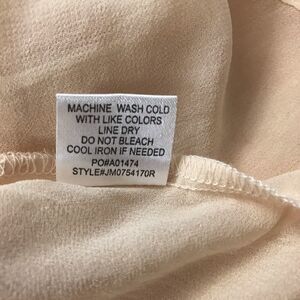 MACHINE WASH COLD
WITH LIKE COLORS
LINE DRY
DO NOT BLEACH
COOL IRON IF NEEDED
PO#A01474
STYLE#JM0754170R